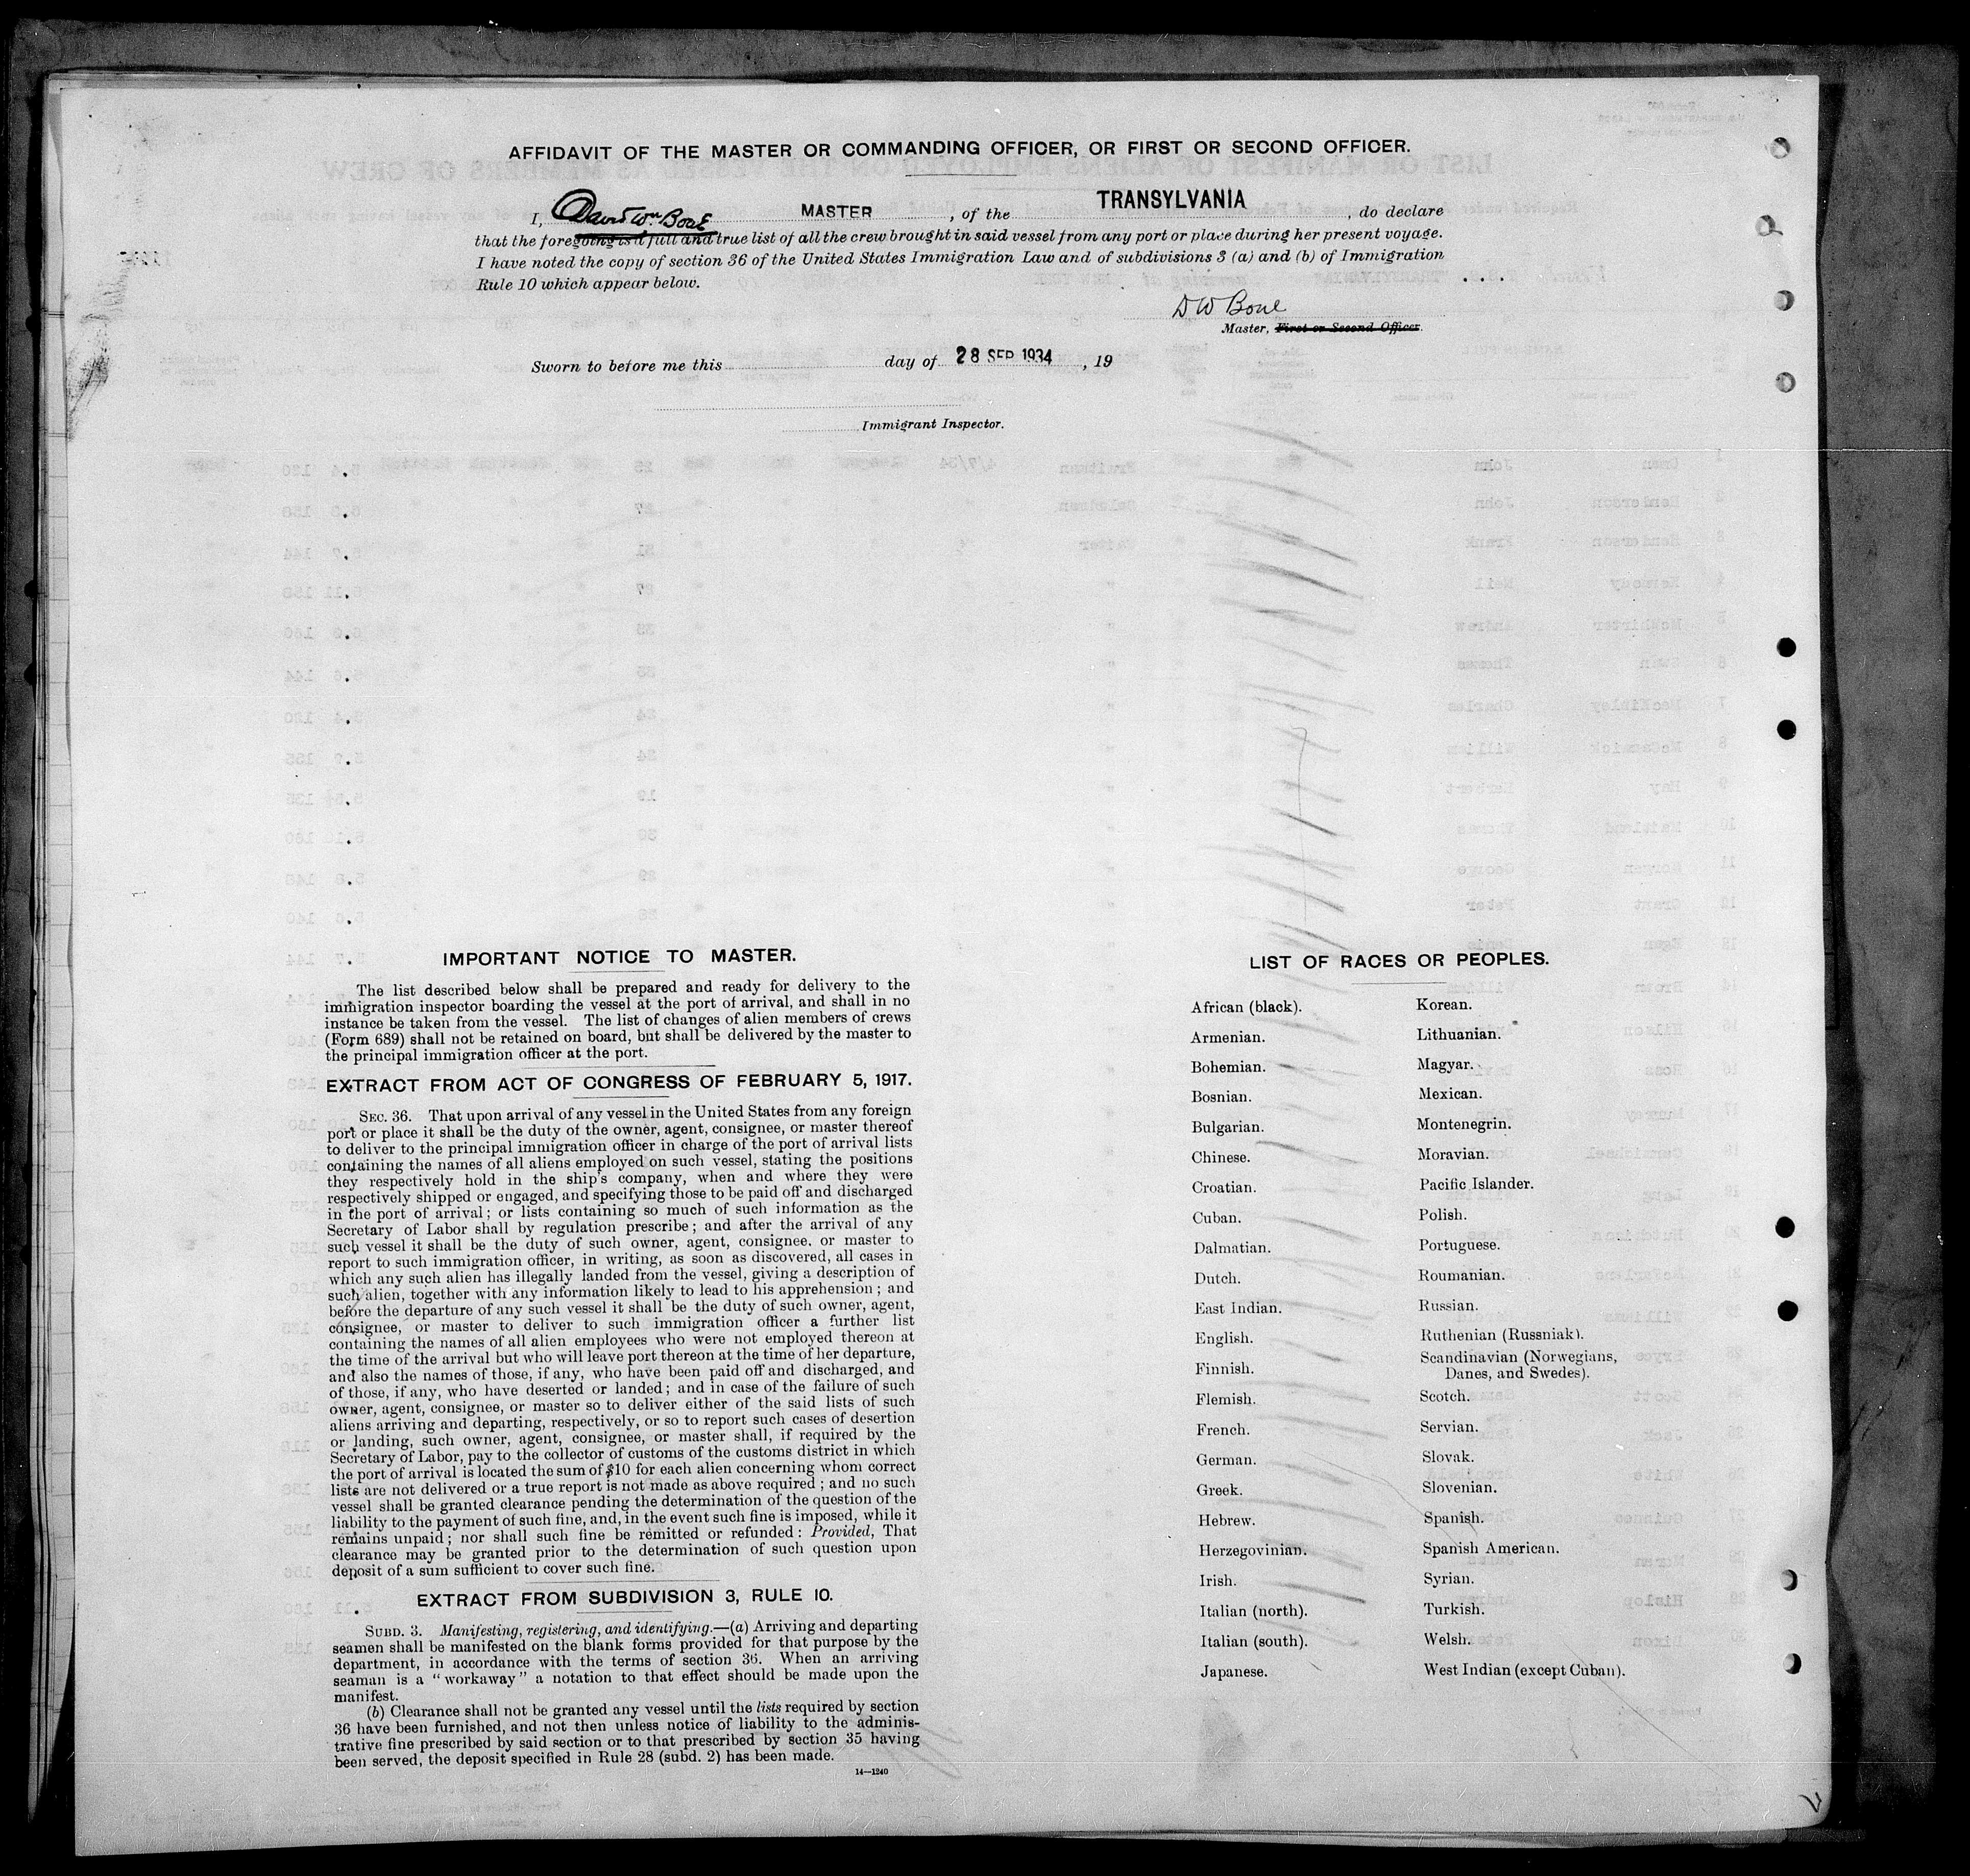 AFFIDAVIT OF THE MASTER OR COMMANDING OFFICER, OR FIRST OR SECOND OFFICER.
I, David Wm. Bone MASTER, of the TRANSYLVANIA, do declare
that the foregoing is a full and true list of all the crew brought in said vessel from any port or place during her present voyage.
I have noted the copy of section 36 of the United States Immigration Law and of subdivisions 3 (a) and (b) of Immigration
Rule 10 which appear below.
D W Bone
Master, First or Second Officer.
Sworn to before me this day of 28 SEP 1934, 19
Immigrant Inspector.
IMPORTANT NOTICE TO MASTER.
The list described below shall be prepared and ready for delivery to the
immigration inspector boarding the vessel at the port of arrival, and shall in no
instance be taken from the vessel. The list of changes of alien members of crews
(Form 689) shall not be retained on board, but shall be delivered by the master to
the principal immigration officer at the port.
EXTRACT FROM ACT OF CONGRESS OF FEBRUARY 5, 1917.
SEC. 36. That upon arrival of any vessel in the United States from any foreign
port or place it shall be the duty of the owner, agent, consignee, or master thereof
to deliver to the principal immigration officer in charge of the port of arrival lists
containing the names of all aliens employed on such vessel, stating the positions
they respectively hold in the ship's company, when and where they were
respectively shipped or engaged, and specifying those to be paid off and discharged
in the port of arrival; or lists containing so much of such information as the
Secretary of Labor shall by regulation prescribe; and after the arrival of any
such vessel it shall be the duty of such owner, agent, consignee, or master to
report to such immigration officer, in writing, as soon as discovered, all cases in
which any such alien has illegally landed from the vessel, giving a description of
such alien, together with any information likely to lead to his apprehension; and
before the departure of any such vessel it shall be the duty of such owner, agent,
consignee, or master to deliver to such immigration officer a further list
containing the names of all alien employees who were not employed thereon at
the time of the arrival but who will leave port thereon at the time of her departure,
and also the names of those, if any, who have been paid off and discharged, and
of those, if any, who have deserted or landed; and in case of the failure of such
owner, agent, consignee, or master so to deliver either of the said lists of such
aliens arriving and departing, respectively, or so to report such cases of desertion
or landing, such owner, agent, consignee, or master shall, if required by the
Secretary of Labor, pay to the collector of customs of the customs district in which
the port of arrival is located the sum of $10 for each alien concerning whom correct
lists are not delivered or a true report is not made as above required; and no such
vessel shall be granted clearance pending the determination of the question of the
liability to the payment of such fine, and, in the event such fine is imposed, while it
remains unpaid; nor shall such fine be remitted or refunded: Provided, That
clearance may be granted prior to the determination of such question upon
deposit of a sum sufficient to cover such fine.
EXTRACT FROM SUBDIVISION 3, RULE 10.
SUBD. 3. Manifesting, registering, and identifying.—(a) Arriving and departing
seamen shall be manifested on the blank forms provided for that purpose by the
department, in accordance with the terms of section 36. When an arriving
seaman is a "workaway" a notation to that effect should be made upon the
manifest.
(b) Clearance shall not be granted any vessel until the lists required by section
36 have been furnished, and not then unless notice of liability to the adminis-
trative fine prescribed by said section or to that prescribed by section 35 having
been served, the deposit specified in Rule 28 (subd. 2) has been made.
14—1240
LIST OF RACES OR PEOPLES.
African (black).
Armenian.
Bohemian.
Bosnian.
Bulgarian.
Chinese.
Croatian.
Cuban.
Dalmatian.
Dutch.
East Indian.
English.
Finnish.
Flemish.
French.
German.
Greek.
Hebrew.
Herzegovinian.
Irish.
Italian (north).
Italian (south).
Japanese.
Korean.
Lithuanian.
Magyar.
Mexican.
Montenegrin.
Moravian.
Pacific Islander.
Polish.
Portuguese.
Roumanian.
Russian.
Ruthenian (Russniak).
Scandinavian (Norwegians,
Danes, and Swedes).
Scotch.
Servian.
Slovak.
Slovenian.
Spanish.
Spanish American.
Syrian.
Turkish.
Welsh.
West Indian (except Cuban).